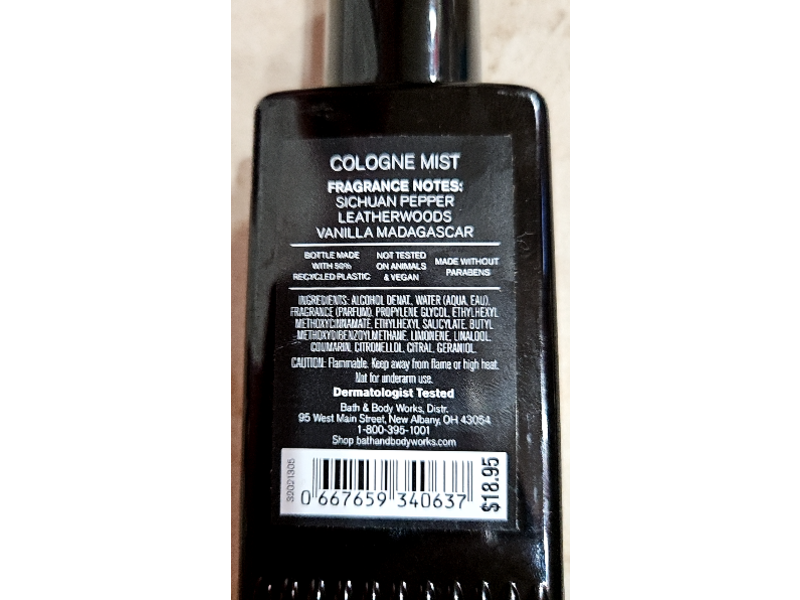 COLOGNE MIST
FRAGRANCE NOTES:
SICHUAN PEPPER
LEATHERWOODS
VANILLA MADAGASCAR
BOTTLE MADE
WITH 50%
RECYCLED PLASTIC
NOT TESTED
ON ANIMALS
& VEGAN
MADE WITHOUT
PARABENS
INGREDIENTS: ALCOHOL DENAT., WATER (AQUA, EAU),
FRAGRANCE (PARFUM), PROPYLENE GLYCOL, ETHYLHEXYL
METHOXYCINNAMATE, ETHYLHEXYL SALICYLATE, BUTYL
METHOXYDIBENZOYLMETHANE, LIMONENE, LINALOOL,
COUMARIN, CITRONELLOL, CITRAL, GERANIOL.
CAUTION: Flammable. Keep away from flame or high heat.
Not for underarm use.
Dermatologist Tested
Bath & Body Works, Distr.
95 West Main Street, New Albany, OH 43054
1-800-395-1001
Shop bathandbodyworks.com
32021305
0 667659 340637
$18.95